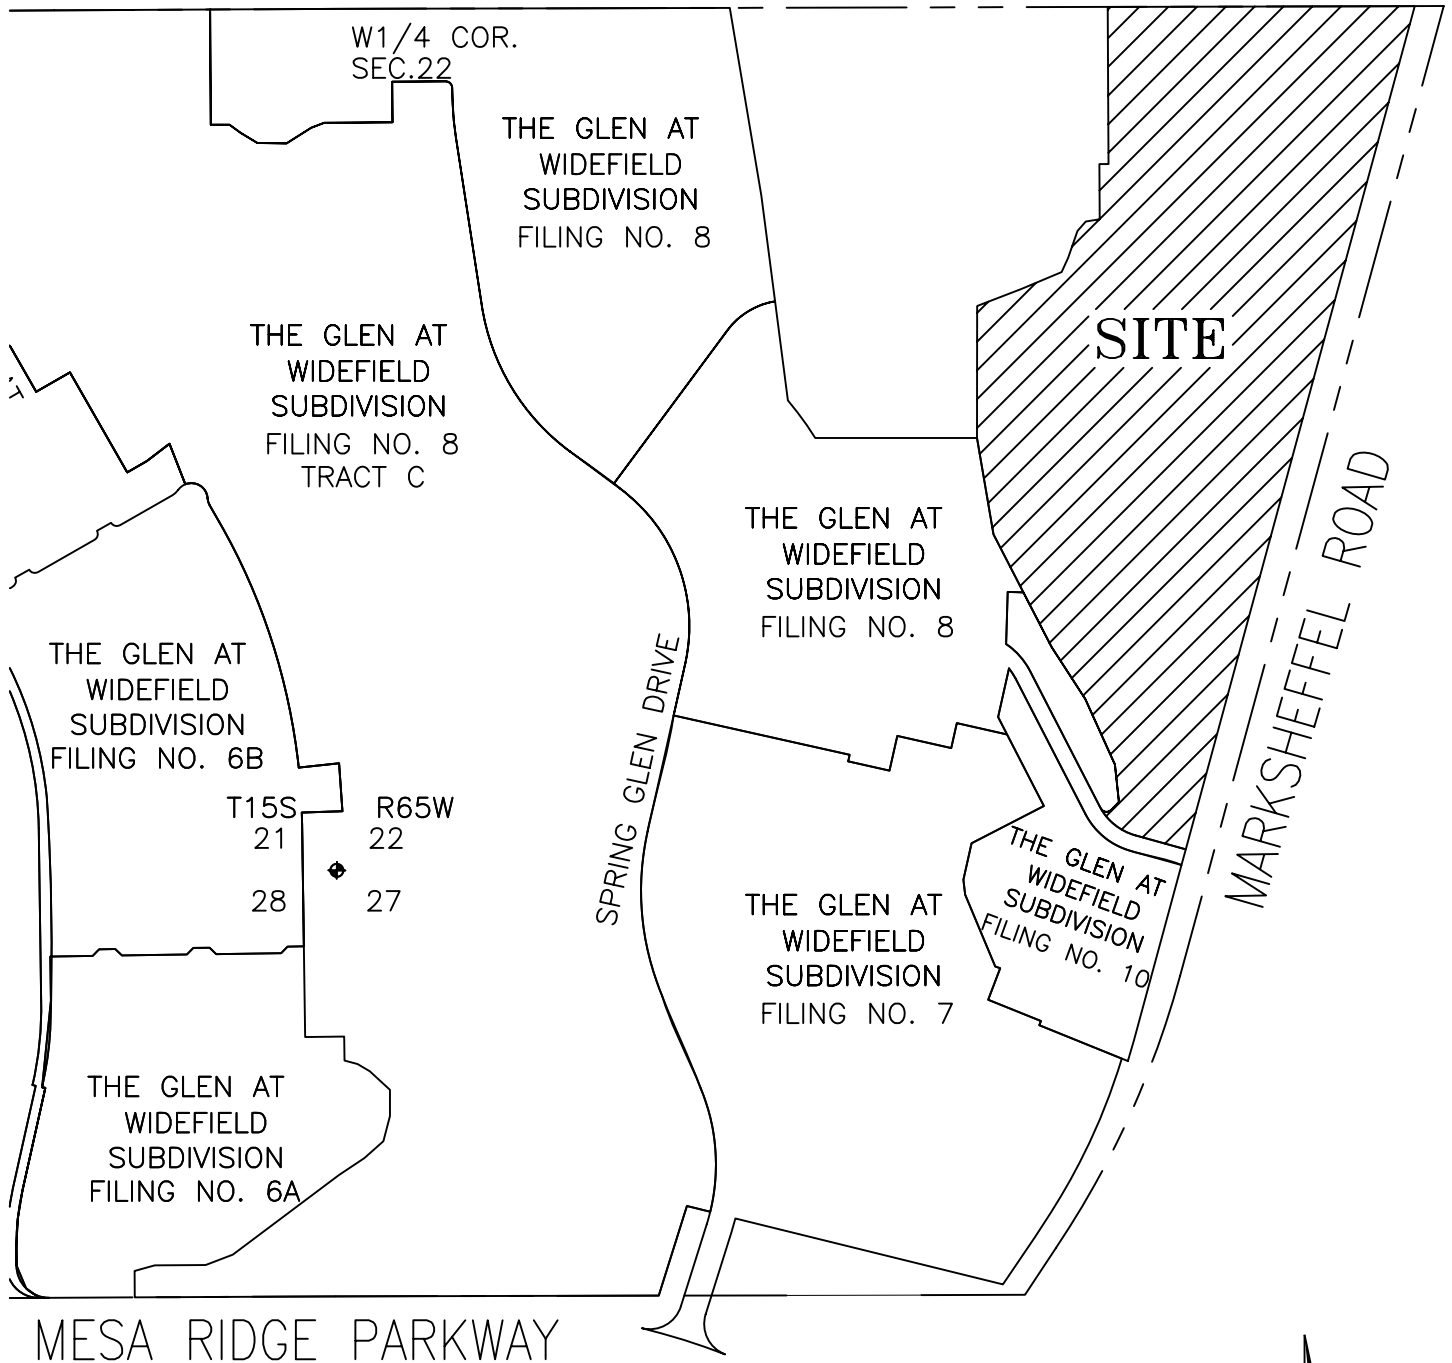 W1/4 COR.
SEC.22
THE GLEN AT
WIDEFIELD
SUBDIVISION
FILING NO. 8
SITE
THE GLEN AT
WIDEFIELD
SUBDIVISION
FILING NO. 8
TRACT C
THE GLEN AT
WIDEFIELD
SUBDIVISION
FILING NO. 8
MARKSHEFFEL ROAD
THE GLEN AT
WIDEFIELD
SUBDIVISION
FILING NO. 6B
SPRING GLEN DRIVE
T15S R65W
21 22
28 27
THE GLEN AT
WIDEFIELD
SUBDIVISION
FILING NO. 10
THE GLEN AT
WIDEFIELD
SUBDIVISION
FILING NO. 7
THE GLEN AT
WIDEFIELD
SUBDIVISION
FILING NO. 6A
MESA RIDGE PARKWAY